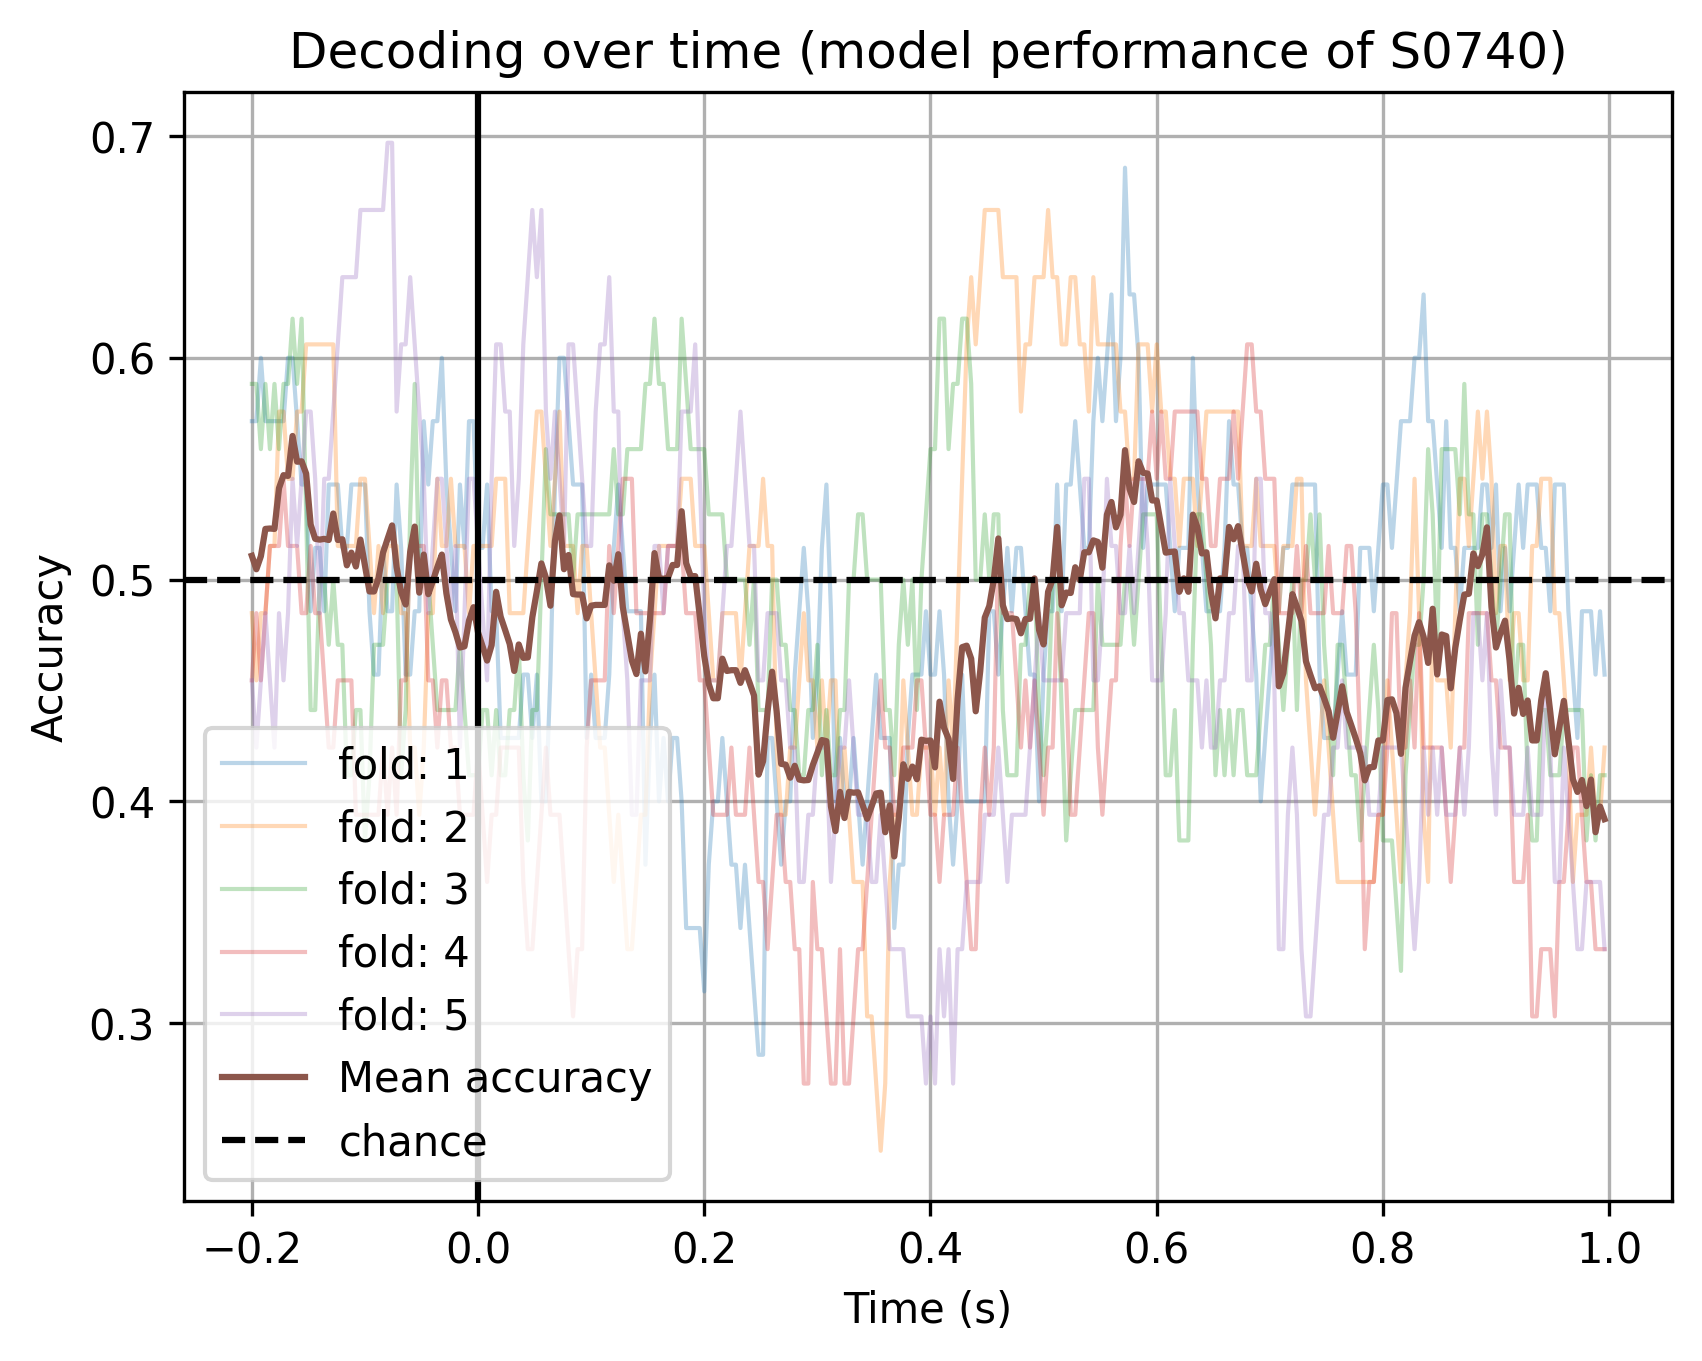 Decoding over time (model performance of S0740)
Accuracy
0.7
0.6
0.5
0.4
0.3
fold: 1
fold: 2
fold: 3
fold: 4
fold: 5
Mean accuracy
chance
−0.2 0.0 0.2 0.4 0.6 0.8 1.0
Time (s)